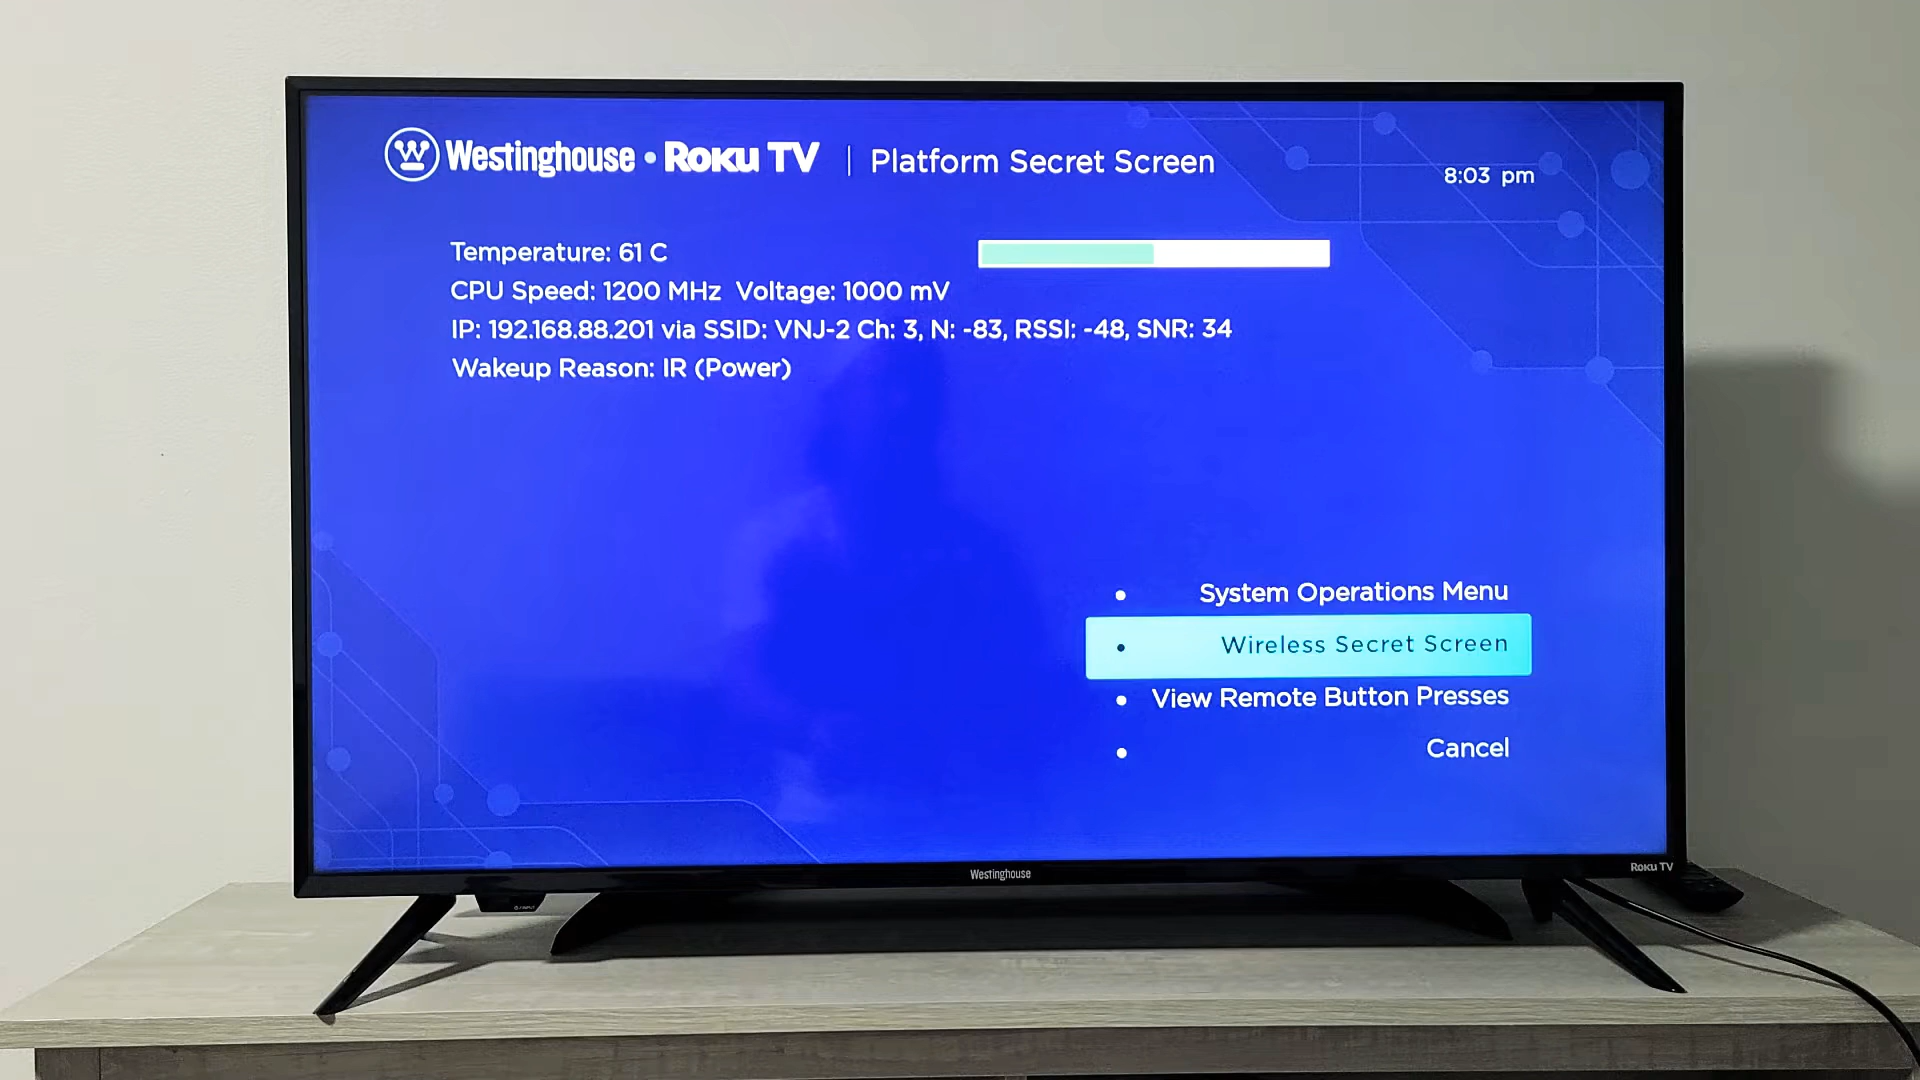 Westinghouse • Roku TV | Platform Secret Screen
8:03 pm
Temperature: 61 C
CPU Speed: 1200 MHz Voltage: 1000 mV
IP: 192.168.88.201 via SSID: VNJ-2 Ch: 3, N: -83, RSSI: -48, SNR: 34
Wakeup Reason: IR (Power)
• System Operations Menu
• Wireless Secret Screen
• View Remote Button Presses
• Cancel
Westinghouse
Roku TV